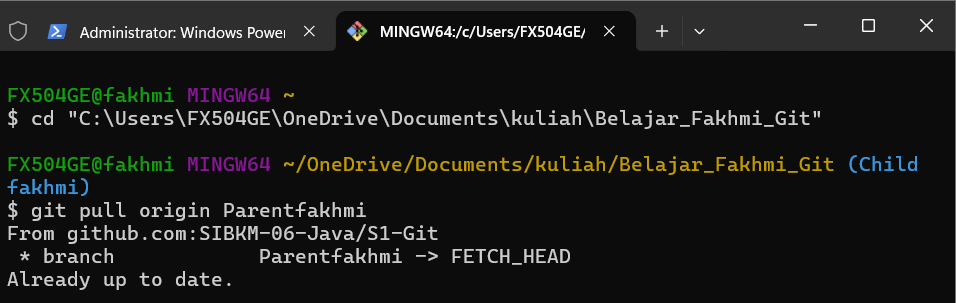 Administrator: Windows Power
MINGW64:/c/Users/FX504GE/
FX504GE@fakhmi MINGW64 ~
$ cd "C:\Users\FX504GE\OneDrive\Documents\kuliah\Belajar_Fakhmi_Git"
FX504GE@fakhmi MINGW64 ~/OneDrive/Documents/kuliah/Belajar_Fakhmi_Git (Child
fakhmi)
$ git pull origin Parentfakhmi
From github.com:SIBKM-06-Java/S1-Git
 * branch            Parentfakhmi -> FETCH_HEAD
Already up to date.